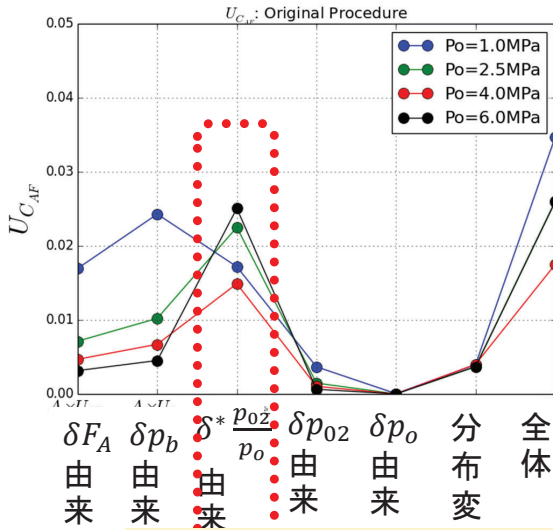 U_{C_{AF}}: Original Procedure
0.05
Po=1.0MPa
Po=2.5MPa
Po=4.0MPa
Po=6.0MPa
0.04
0.03
U_{C_{AF}}
0.02
0.01
0.00
δF_A 由来
δp_b 由来
δ* p_{02}/p_o 由来
δp_{02} 由来
δp_o 由来
分布変
全体